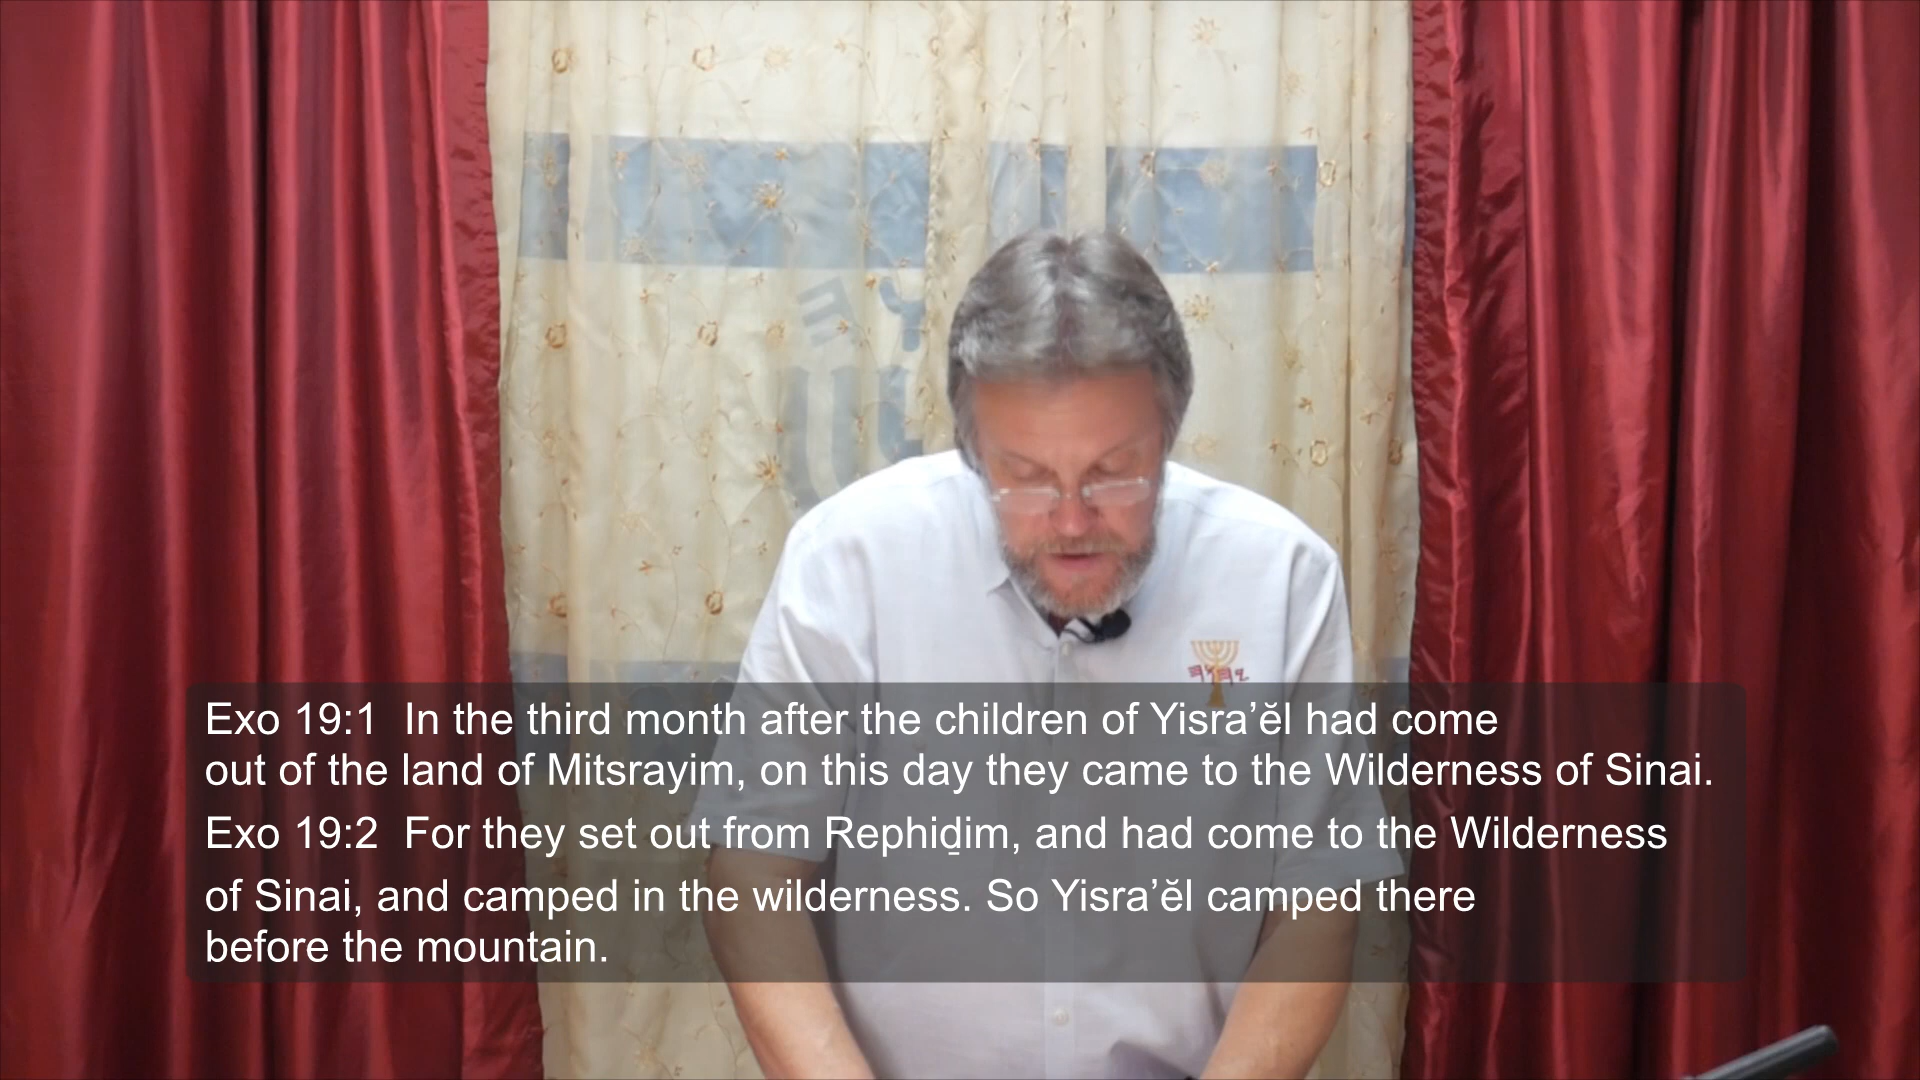 Exo 19:1  In the third month after the children of Yisra’ĕl had come
out of the land of Mitsrayim, on this day they came to the Wilderness of Sinai.
Exo 19:2  For they set out from Rephiḏim, and had come to the Wilderness
of Sinai, and camped in the wilderness. So Yisra’ĕl camped there
before the mountain.